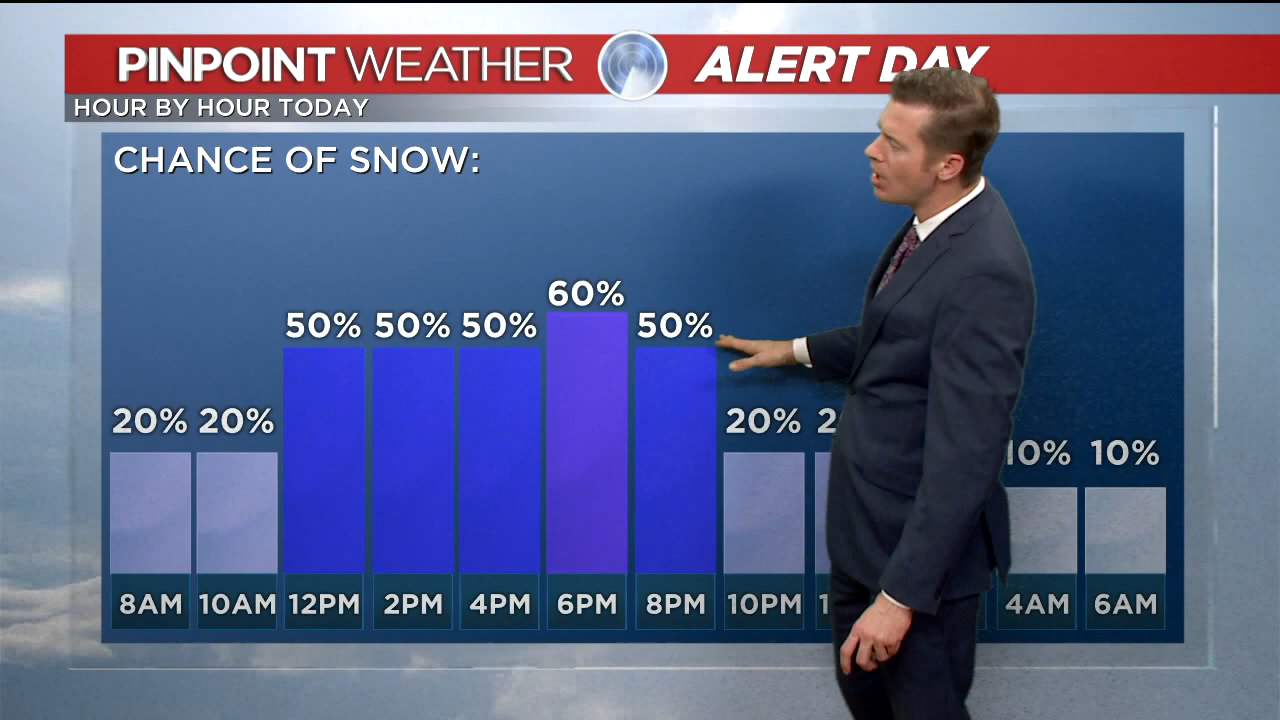 PINPOINT WEATHER ALERT DAY
HOUR BY HOUR TODAY
CHANCE OF SNOW:
60%
50% 50% 50% 50%
20% 20% 20%
10% 10%
8AM 10AM 12PM 2PM 4PM 6PM 8PM 10PM 4AM 6AM